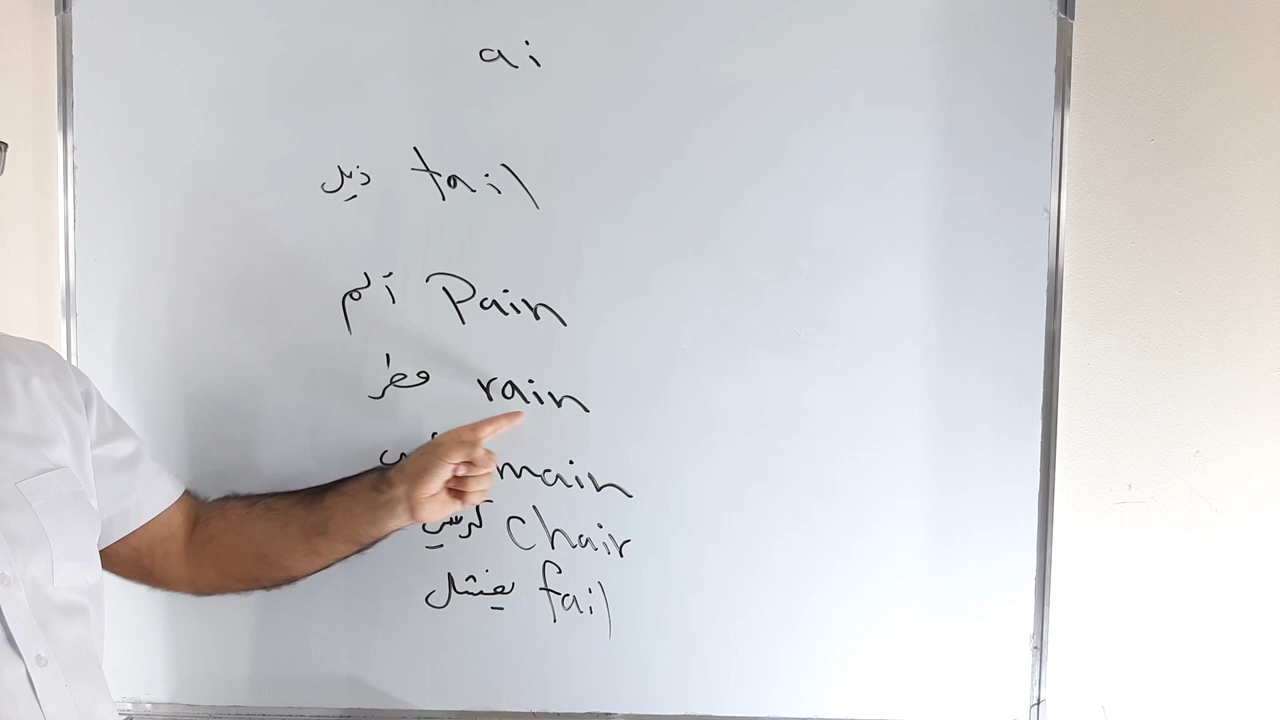 ai
tail ذيل
Pain ألم
rain مطر
main
chair كرسي
fail يفشل